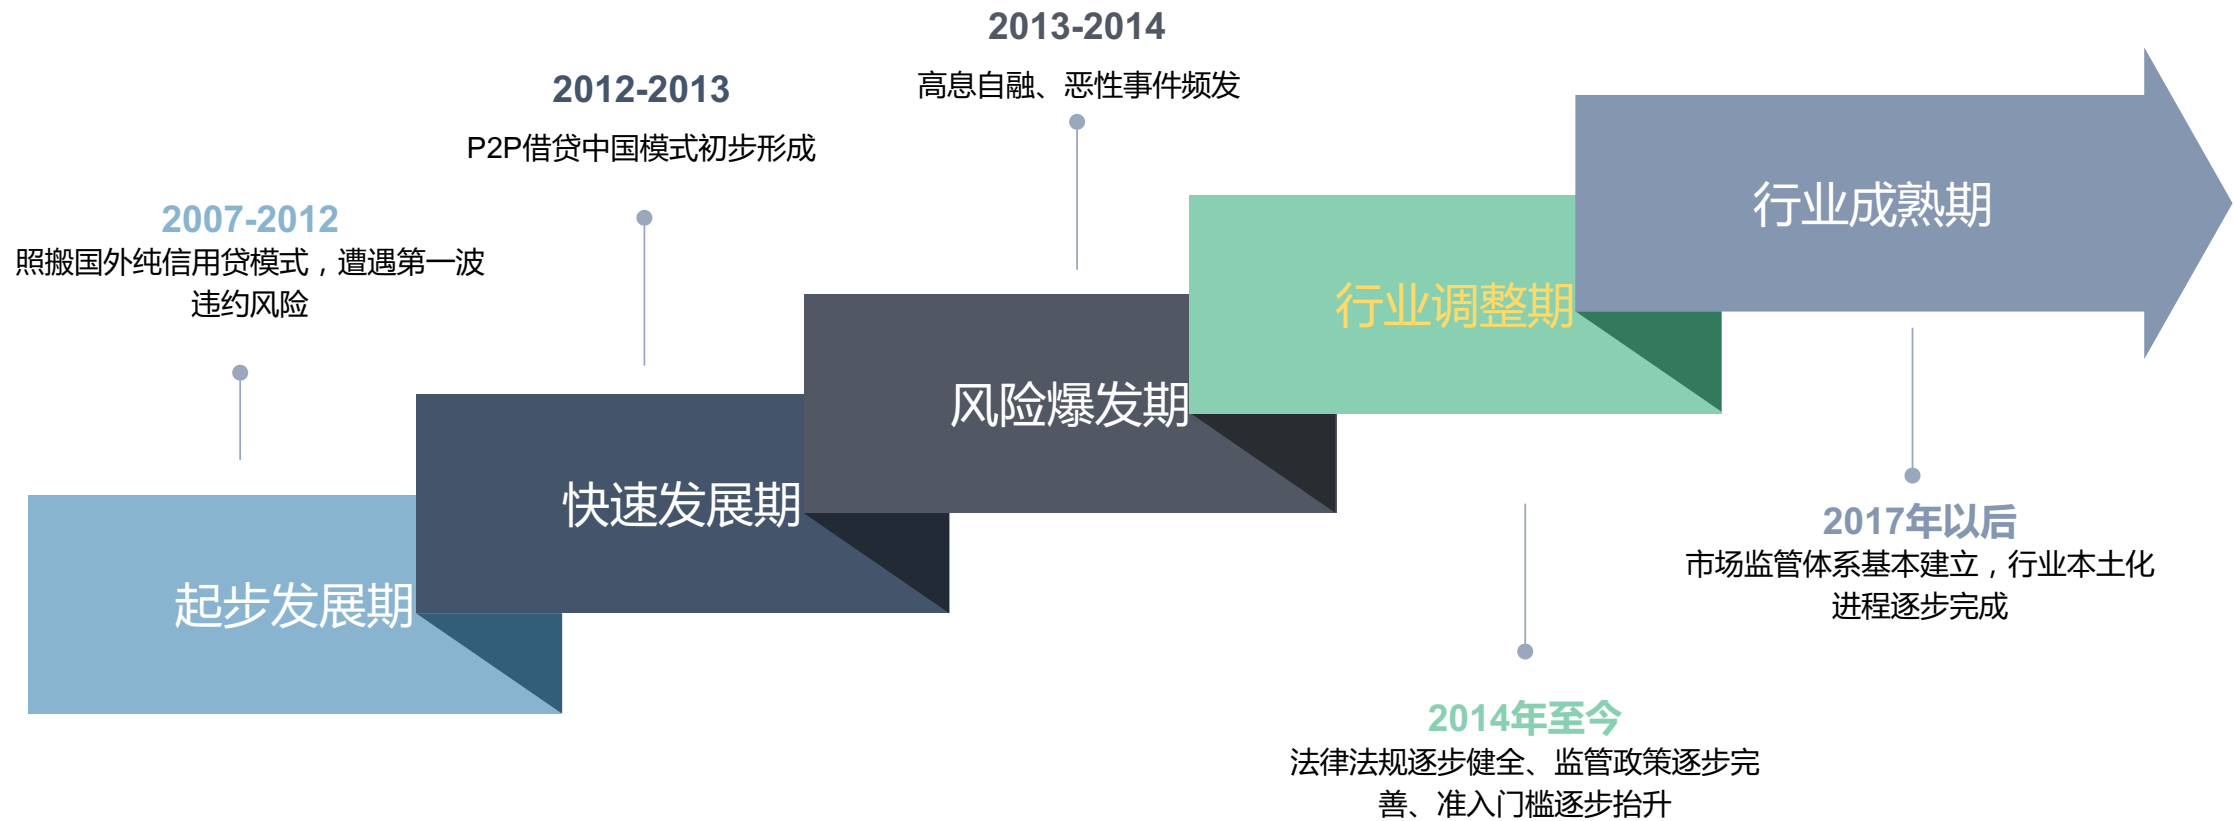 2007-2012
照搬国外纯信用贷模式，遭遇第一波
违约风险
起步发展期
2012-2013
P2P借贷中国模式初步形成
快速发展期
2013-2014
高息自融、恶性事件频发
风险爆发期
行业调整期
2014年至今
法律法规逐步健全、监管政策逐步完
善、准入门槛逐步抬升
行业成熟期
2017年以后
市场监管体系基本建立，行业本土化
进程逐步完成